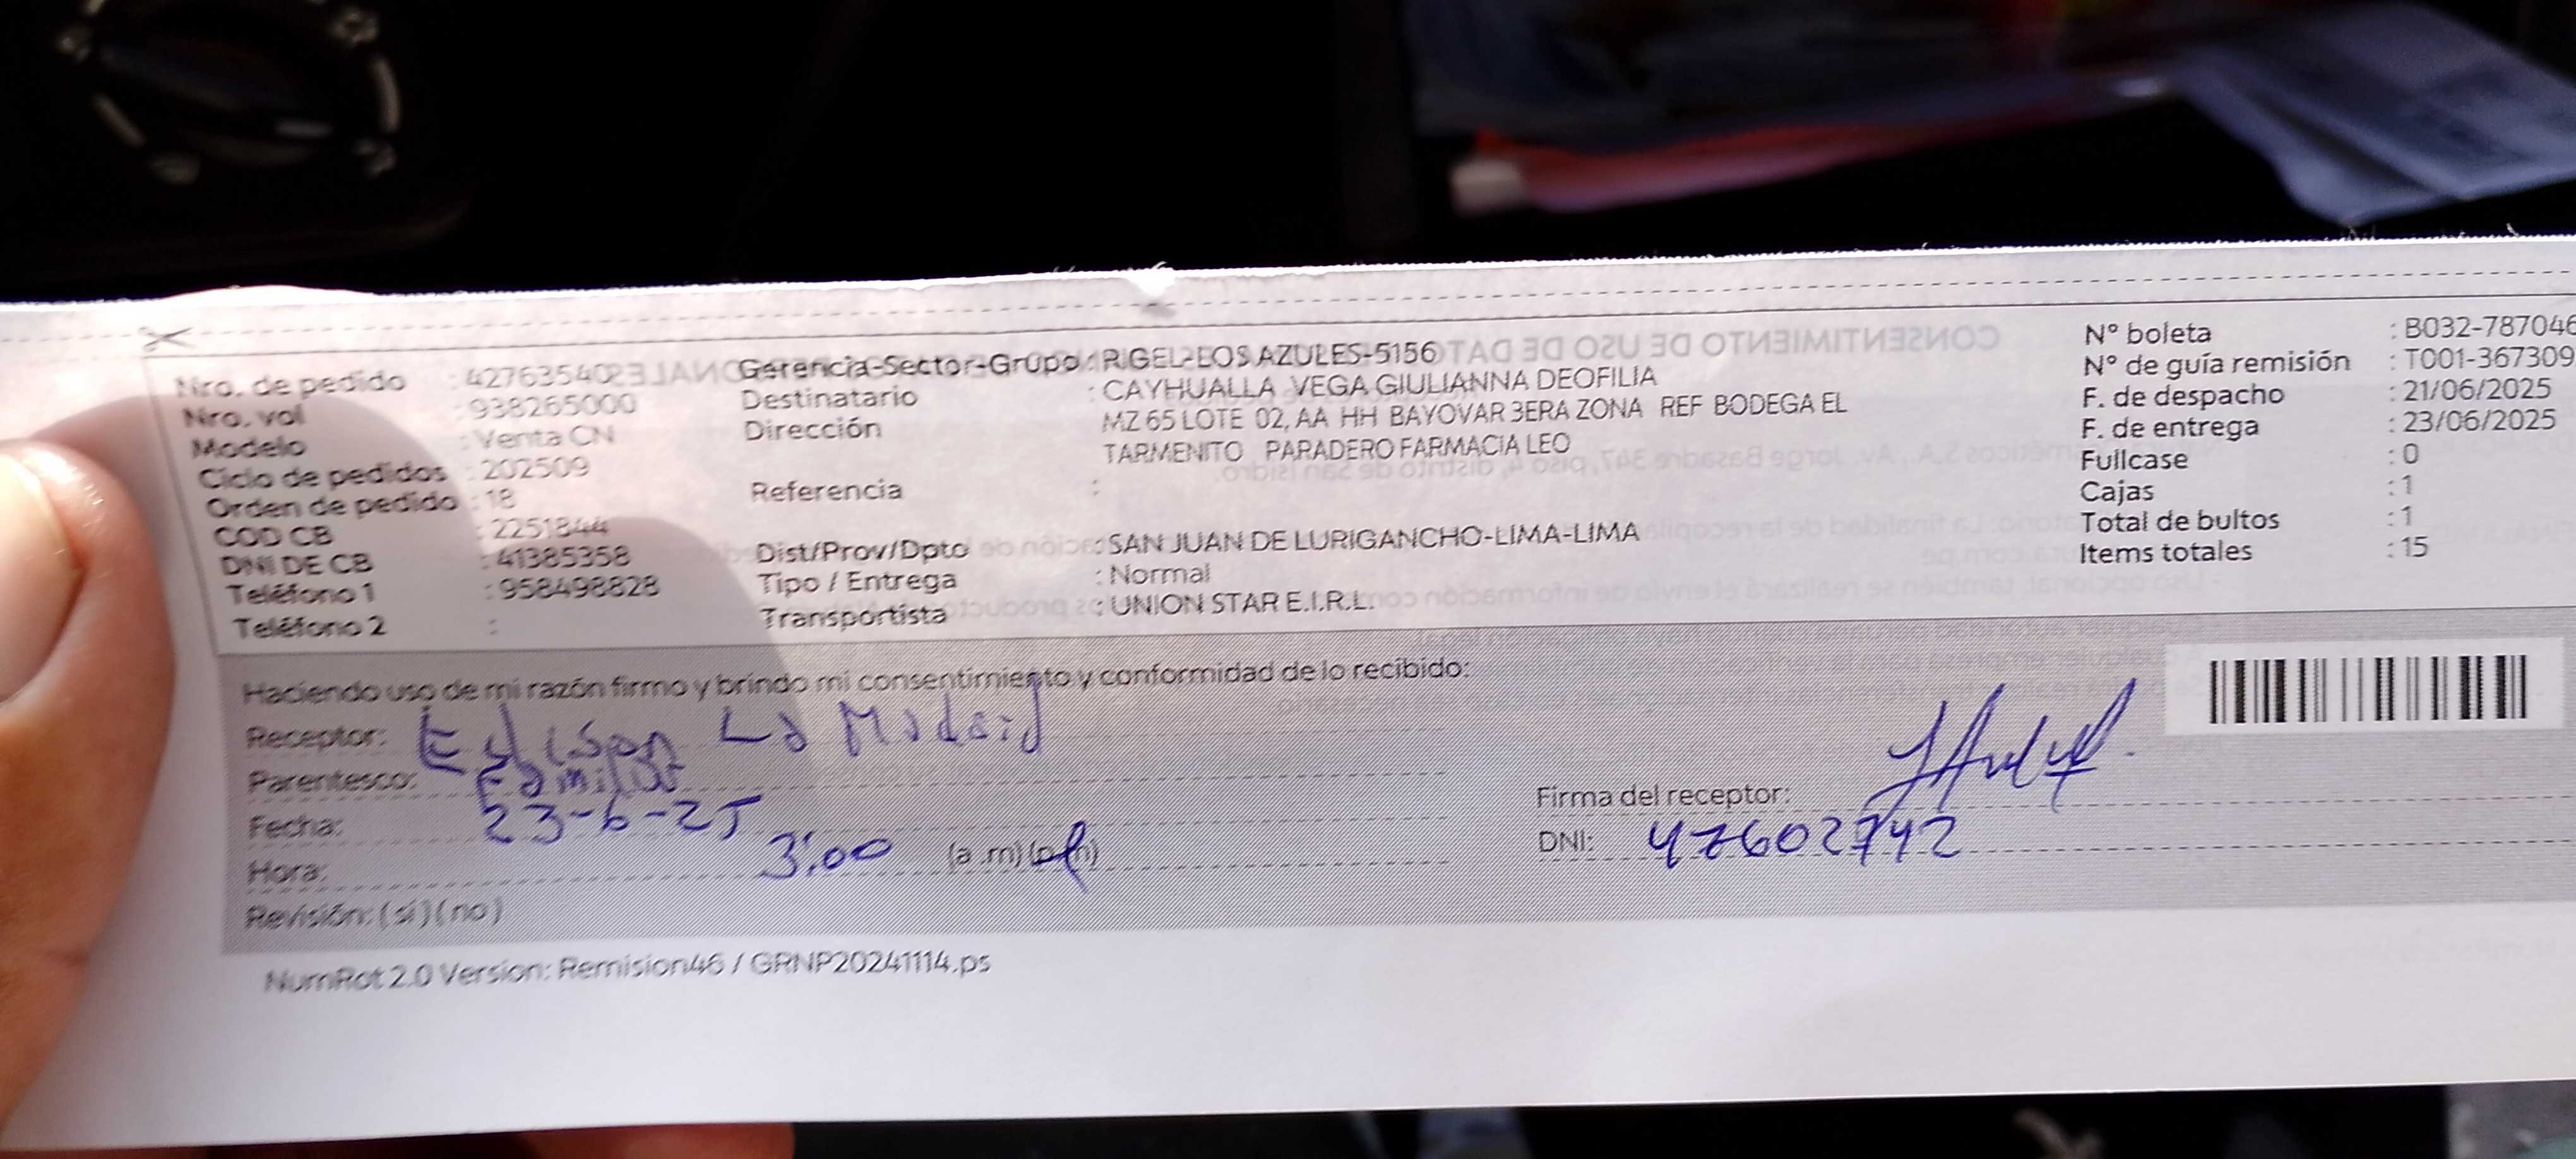 Nro. de pedido : 427635402
Nro. vol : 938265000
Modelo : Venta CN
Ciclo de pedidos : 202509
Orden de pedido : 18
COD CB : 2251844
DNI DE CB : 41385358
Teléfono 1 : 958498828
Teléfono 2 :
Gerencia-Sector-Grupo : RIGEL-LOS AZULES-5156
Destinatario : CAYHUALLA VEGA GIULIANNA DEOFILIA
Dirección MZ 65 LOTE 02, AA HH BAYOVAR 3ERA ZONA REF BODEGA EL
TARMENITO PARADERO FARMACIA LEO
Referencia :
Dist/Prov/Dpto : SAN JUAN DE LURIGANCHO-LIMA-LIMA
Tipo / Entrega : Normal
Transportista : UNION STAR E.I.R.L.
N° boleta : B032-787046
N° de guía remisión : T001-367309
F. de despacho : 21/06/2025
F. de entrega : 23/06/2025
Fullcase : 0
Cajas : 1
Total de bultos : 1
Items totales : 15
Haciendo uso de mi razón firmo y brindo mi consentimiento y conformidad de lo recibido:
Receptor: Edison La Madrid
Parentesco: Familiar
Fecha: 23-6-25
Hora: 3:00 (a .m) (p.m)
Revisión: ( si ) ( no )
Firma del receptor:
DNI: 47602742
NumRot 2.0 Version: Remision46 / GRNP20241114.ps